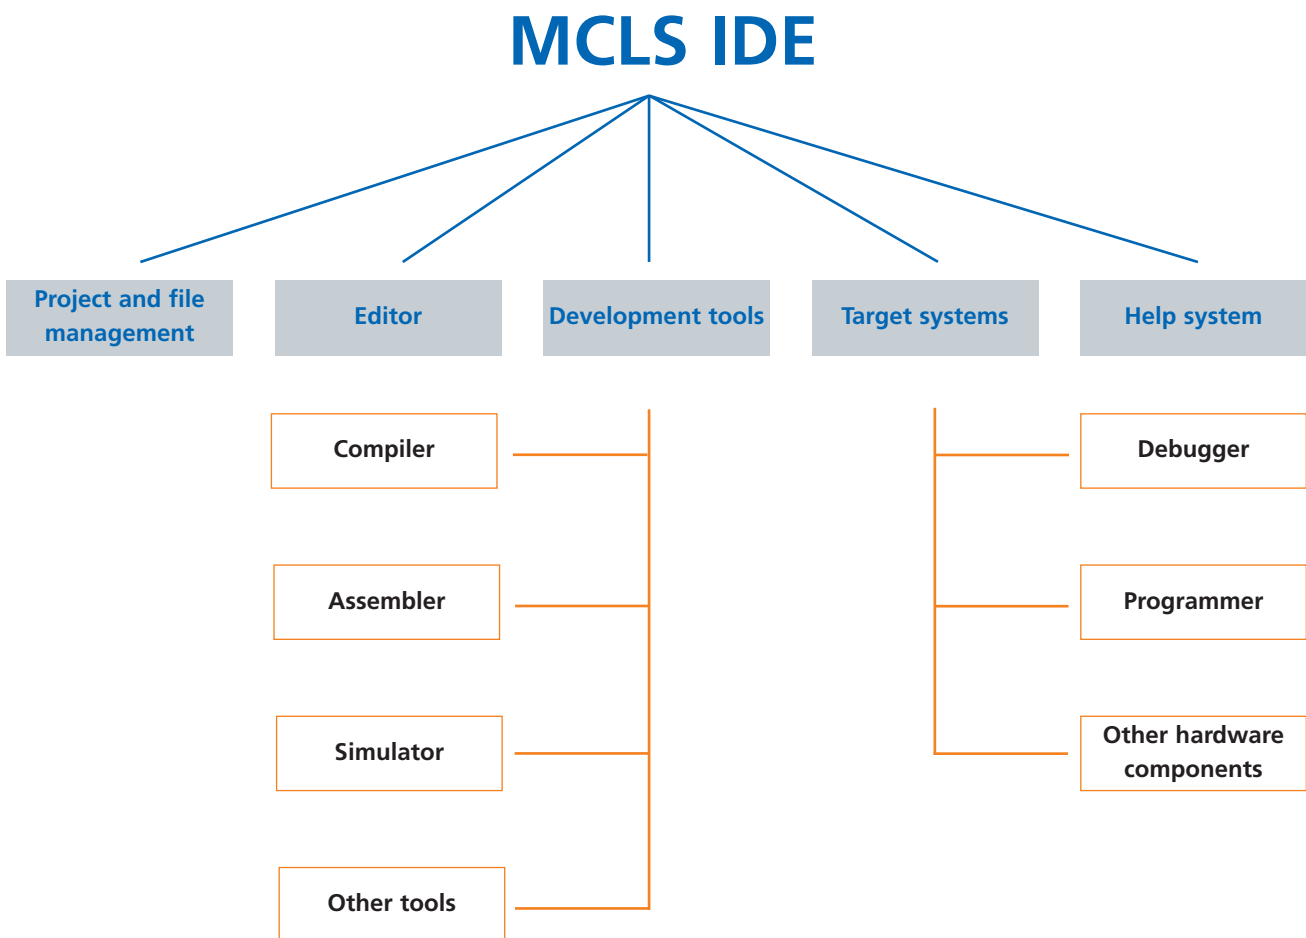 MCLS IDE
Project and file
management
Editor
Development tools
Target systems
Help system
Compiler
Debugger
Assembler
Programmer
Simulator
Other hardware
components
Other tools